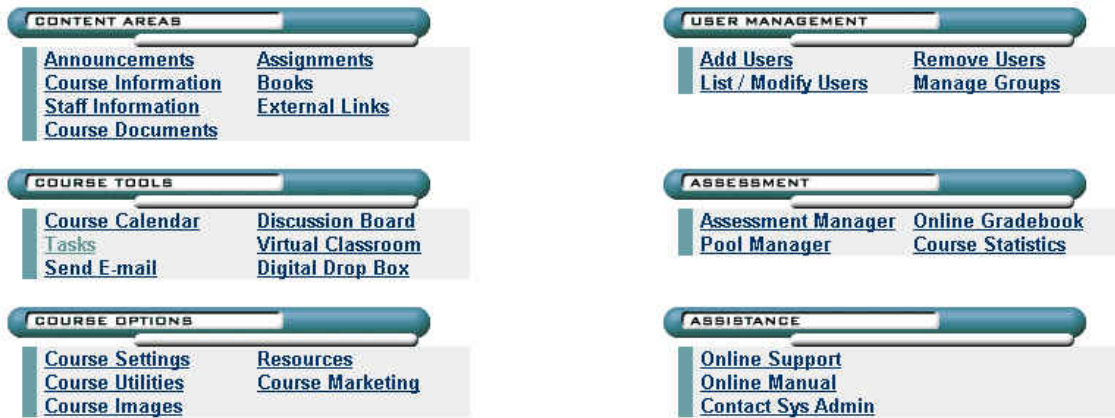 CONTENT AREAS
Announcements Assignments
Course Information Books
Staff Information External Links
Course Documents
USER MANAGEMENT
Add Users Remove Users
List / Modify Users Manage Groups
COURSE TOOLS
Course Calendar Discussion Board
Tasks Virtual Classroom
Send E-mail Digital Drop Box
ASSESSMENT
Assessment Manager Online Gradebook
Pool Manager Course Statistics
COURSE OPTIONS
Course Settings Resources
Course Utilities Course Marketing
Course Images
ASSISTANCE
Online Support
Online Manual
Contact Sys Admin